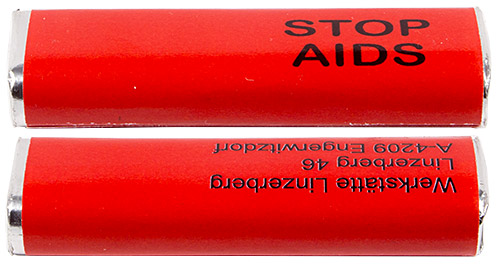 STOP
AIDS
Werkstätte Linzerberg
Linzerberg 46
A-4209 Engerwitzdorf